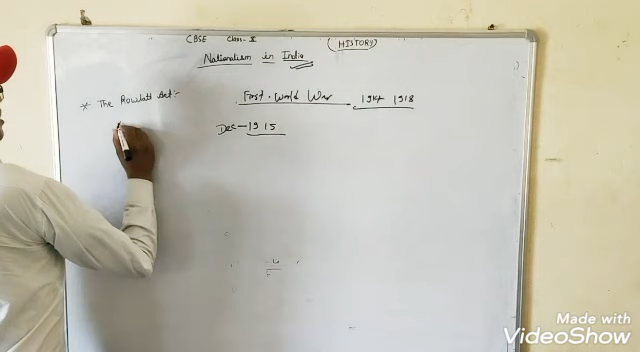 CBSE Class - X (HISTORY)
Nationalism in India
* The Rowlatt Act :-
First . World War 1914 1918
Dec - 1915
Made with
VideoShow